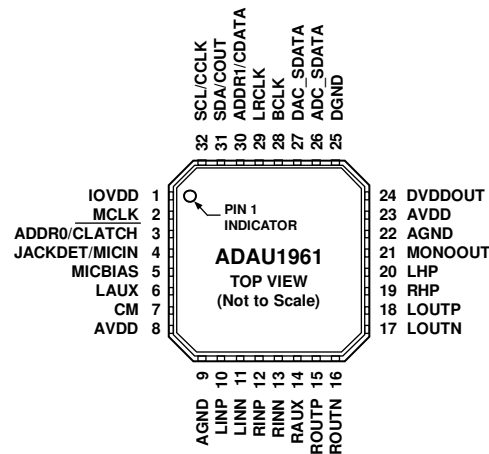 32 SCL/CCLK
31 SDA/COUT
30 ADDR1/CDATA
29 LRCLK
28 BCLK
27 DAC_SDATA
26 ADC_SDATA
25 DGND
IOVDD 1
MCLK 2
ADDR0/CLATCH 3
JACKDET/MICIN 4
MICBIAS 5
LAUX 6
CM 7
AVDD 8
PIN 1
INDICATOR
ADAU1961
TOP VIEW
(Not to Scale)
24 DVDDOUT
23 AVDD
22 AGND
21 MONOOUT
20 LHP
19 RHP
18 LOUTP
17 LOUTN
AGND 9
LINP 10
LINN 11
RINP 12
RINN 13
RAUX 14
ROUTP 15
ROUTN 16